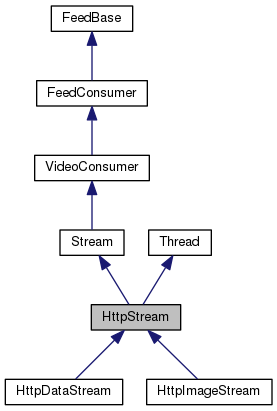 FeedBase
FeedConsumer
VideoConsumer
Stream
Thread
HttpStream
HttpDataStream
HttpImageStream